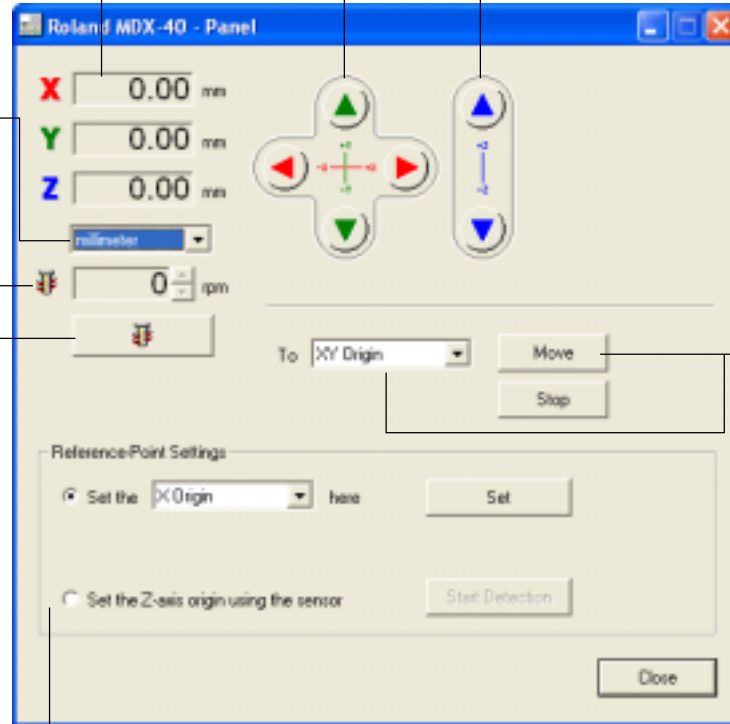 Roland MDX-40 - Panel
X 0.00 mm
Y 0.00 mm
Z 0.00 mm
millimeter
0 rpm
To XY Origin Move
Stop
Reference-Point Settings
Set the X Origin here Set
Set the Z-axis origin using the sensor Start Detection
Close